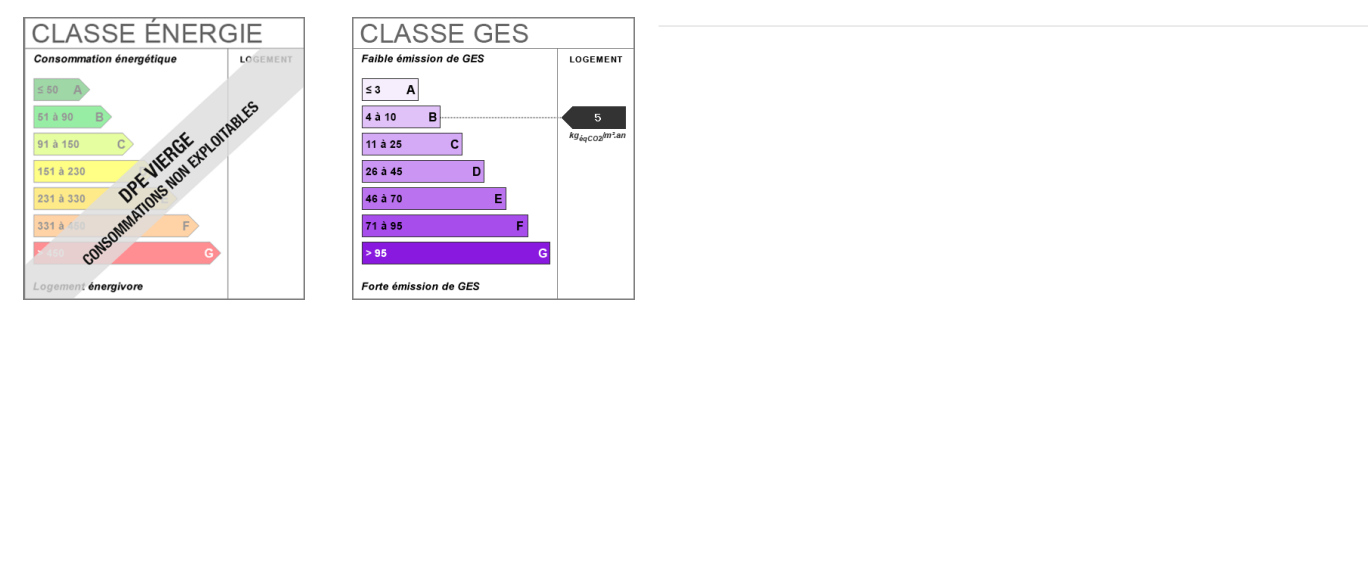 CLASSE ÉNERGIE
Consommation énergétique
LOGEMENT
≤ 50 A
51 à 90 B
91 à 150 C
151 à 230
231 à 330
331 à 450 F
> 450 G
DPE VIERGE
CONSOMMATIONS NON EXPLOITABLES
Logement énergivore
CLASSE GES
Faible émission de GES
LOGEMENT
≤ 3 A
4 à 10 B
5
kgéqCO2/m².an
11 à 25 C
26 à 45 D
46 à 70 E
71 à 95 F
> 95 G
Forte émission de GES